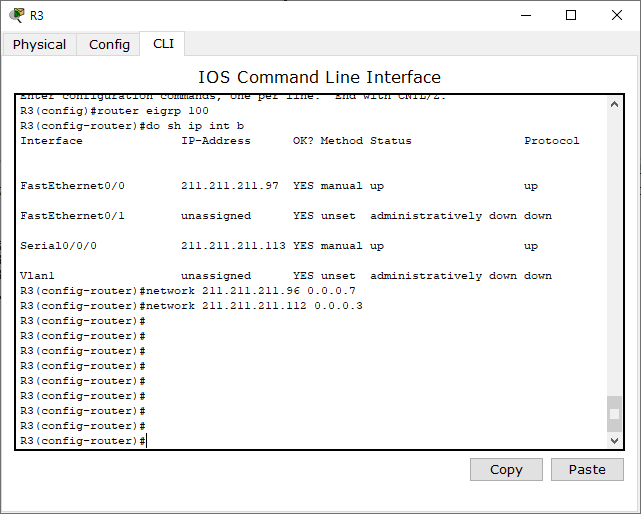 R3
Physical Config CLI
IOS Command Line Interface
Enter configuration commands, one per line. End with CNTL/Z.
R3(config)#router eigrp 100
R3(config-router)#do sh ip int b
Interface IP-Address OK? Method Status Protocol
FastEthernet0/0 211.211.211.97 YES manual up up
FastEthernet0/1 unassigned YES unset administratively down down
Serial0/0/0 211.211.211.113 YES manual up up
Vlan1 unassigned YES unset administratively down down
R3(config-router)#network 211.211.211.96 0.0.0.7
R3(config-router)#network 211.211.211.112 0.0.0.3
R3(config-router)#
R3(config-router)#
R3(config-router)#
R3(config-router)#
R3(config-router)#
R3(config-router)#
R3(config-router)#
R3(config-router)#
R3(config-router)#
Copy Paste